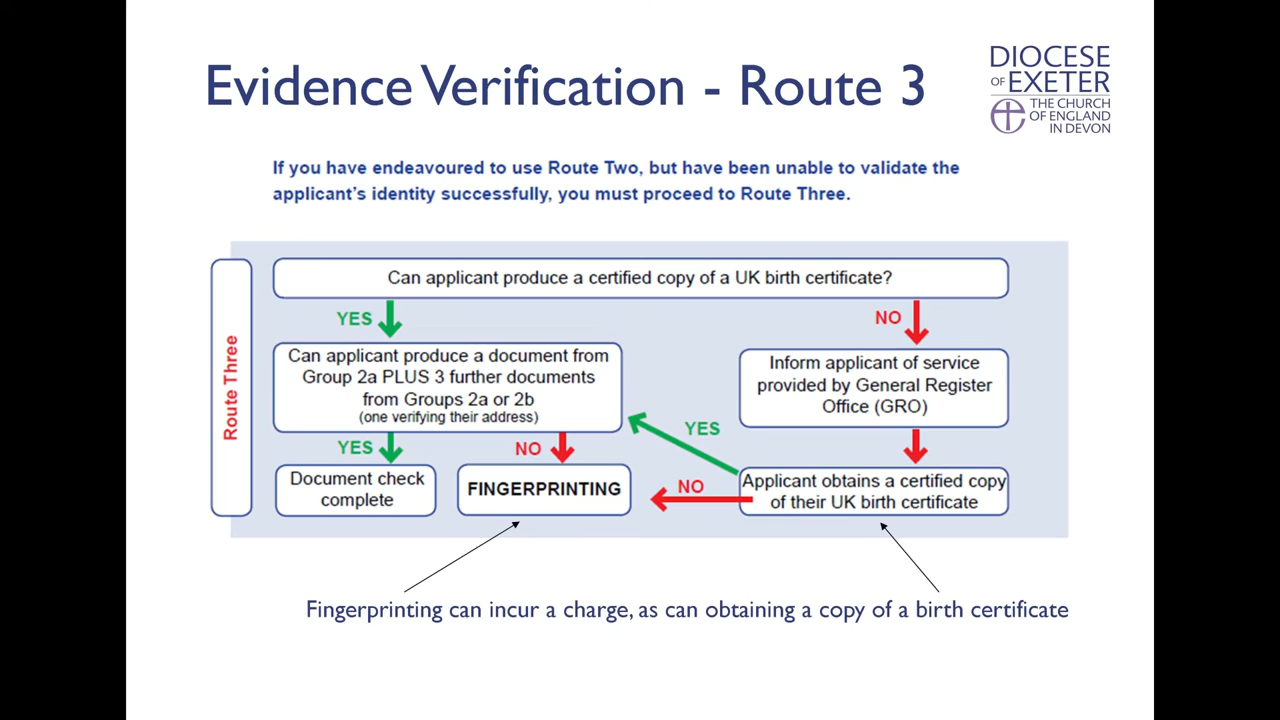 Evidence Verification - Route 3
DIOCESE
OF EXETER
THE CHURCH
OF ENGLAND
IN DEVON
If you have endeavoured to use Route Two, but have been unable to validate the
applicant's identity successfully, you must proceed to Route Three.
Route Three
Can applicant produce a certified copy of a UK birth certificate?
YES
NO
Can applicant produce a document from
Group 2a PLUS 3 further documents
from Groups 2a or 2b
(one verifying their address)
Inform applicant of service
provided by General Register
Office (GRO)
YES
YES
NO
Document check
complete
FINGERPRINTING
NO
Applicant obtains a certified copy
of their UK birth certificate
Fingerprinting can incur a charge, as can obtaining a copy of a birth certificate